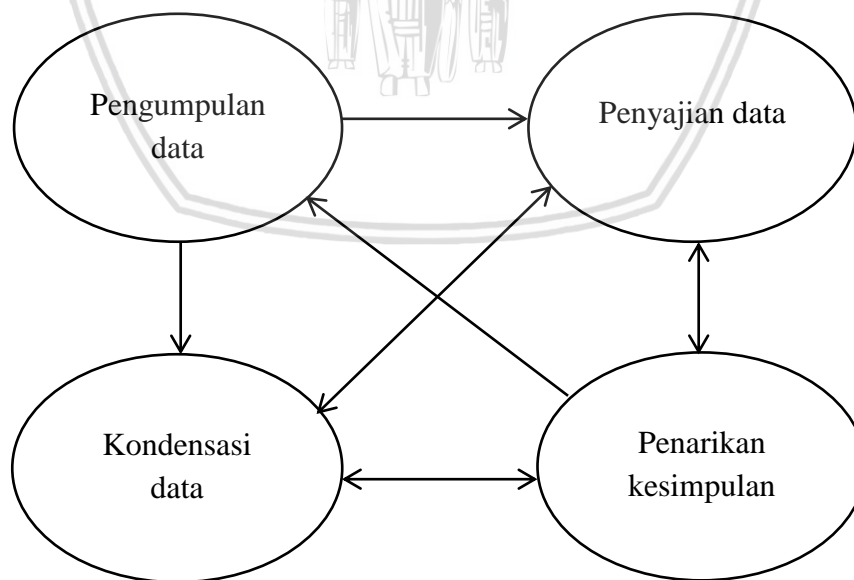 Pengumpulan
data
Penyajian data
Kondensasi
data
Penarikan
kesimpulan